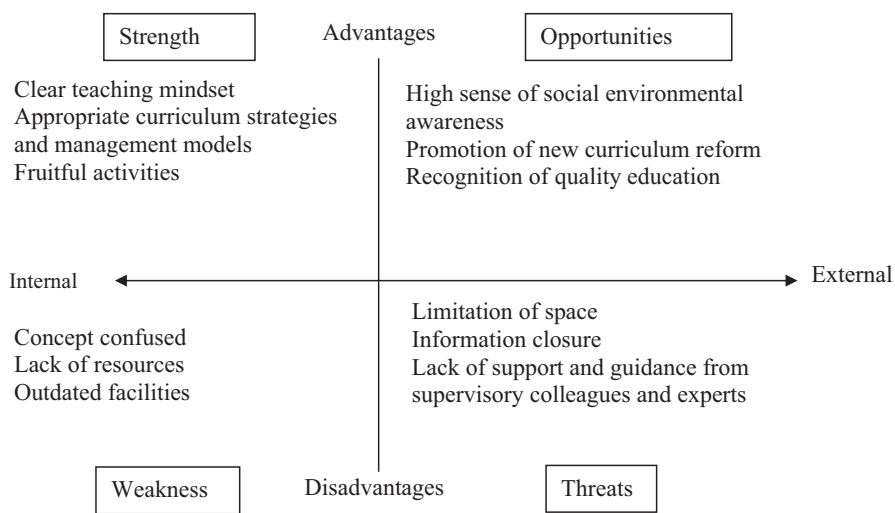 Strength
Advantages
Opportunities
Clear teaching mindset
Appropriate curriculum strategies
and management models
Fruitful activities
High sense of social environmental
awareness
Promotion of new curriculum reform
Recognition of quality education
Internal
External
Concept confused
Lack of resources
Outdated facilities
Limitation of space
Information closure
Lack of support and guidance from
supervisory colleagues and experts
Weakness
Disadvantages
Threats